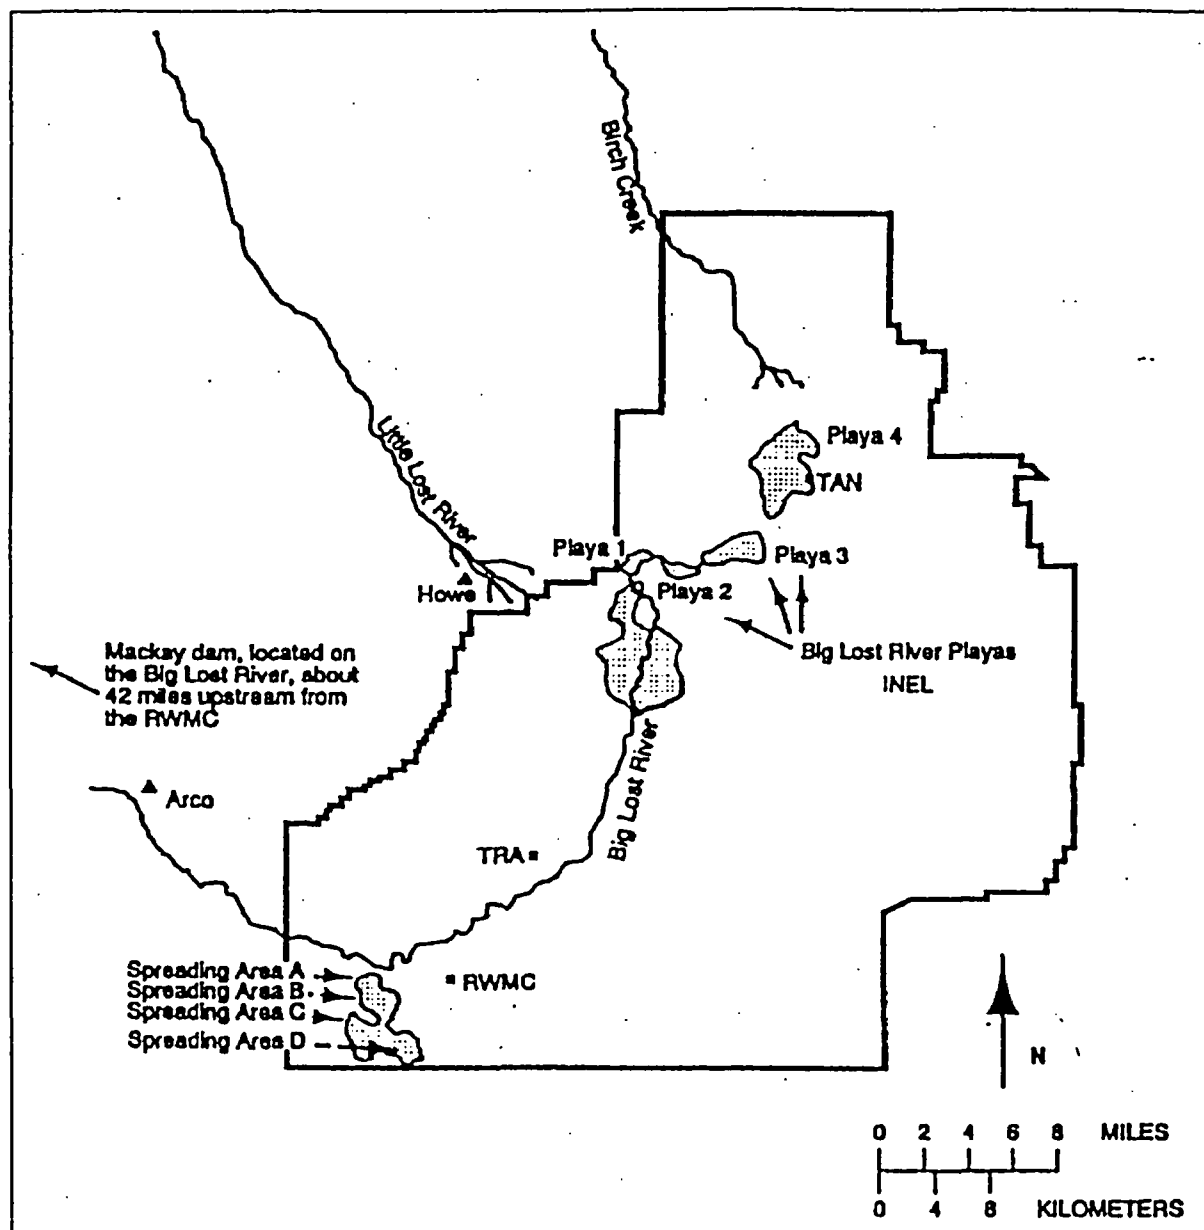 Birch Creek
Little Lost River
Playa 4
TAN
Playa 1
Playa 3
Playa 2
Howe
Big Lost River Playas
INEL
Mackay dam, located on
the Big Lost River, about
42 miles upstream from
the RWMC
Arco
Big Lost River
TRA
Spreading Area A
Spreading Area B
Spreading Area C
Spreading Area D
RWMC
N
0 2 4 6 8 MILES
0 4 8 KILOMETERS